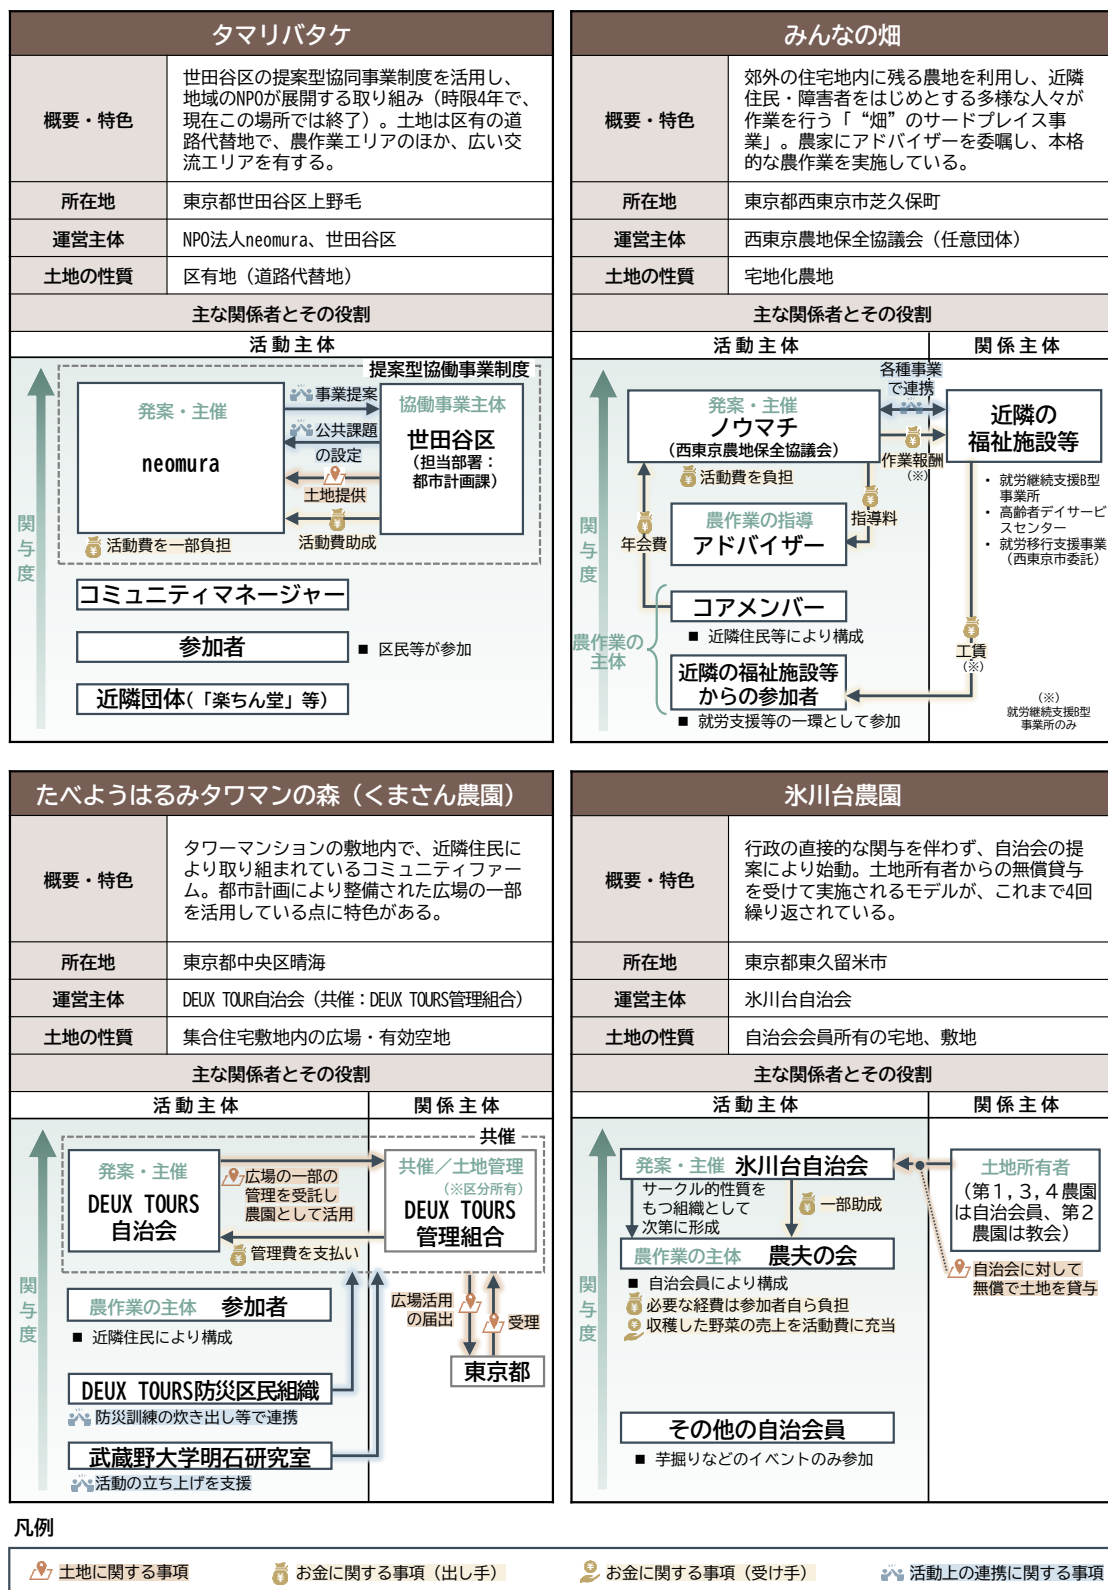 タマリバタケ
概要・特色
世田谷区の提案型協同事業制度を活用し、
地域のNPOが展開する取り組み（時限4年で、
現在この場所では終了）。土地は区有の道
路代替地で、農作業エリアのほか、広い交
流エリアを有する。
所在地
東京都世田谷区上野毛
運営主体
NPO法人neomura、世田谷区
土地の性質
区有地（道路代替地）
主な関係者とその役割
活動主体
提案型協働事業制度
関与度
発案・主催
neomura
活動費を一部負担
事業提案
公共課題
の設定
土地提供
活動費助成
協働事業主体
世田谷区
（担当部署：
都市計画課）
コミュニティマネージャー
参加者
■ 区民等が参加
近隣団体（「楽ちん堂」等）
みんなの畑
概要・特色
郊外の住宅地内に残る農地を利用し、近隣
住民・障害者をはじめとする多様な人々が
作業を行う「“畑”のサードプレイス事
業」。農家にアドバイザーを委嘱し、本格
的な農作業を実施している。
所在地
東京都西東京市芝久保町
運営主体
西東京農地保全協議会（任意団体）
土地の性質
宅地化農地
主な関係者とその役割
活動主体
関係主体
関与度
発案・主催
ノウマチ
（西東京農地保全協議会）
活動費を負担
各種事業
で連携
作業報酬
（※）
近隣の
福祉施設等
・ 就労継続支援B型
事業所
・ 高齢者デイサービ
スセンター
・ 就労移行支援事業
（西東京市委託）
農作業の指導
アドバイザー
指導料
年会費
コアメンバー
■ 近隣住民等により構成
農作業の
主体
近隣の福祉施設等
からの参加者
■ 就労支援等の一環として参加
工賃
（※）
（※）
就労継続支援B型
事業所のみ
たべようはるみタワマンの森（くまさん農園）
概要・特色
タワーマンションの敷地内で、近隣住民に
より取り組まれているコミュニティファー
ム。都市計画により整備された広場の一部
を活用している点に特色がある。
所在地
東京都中央区晴海
運営主体
DEUX TOUR自治会（共催：DEUX TOURS管理組合）
土地の性質
集合住宅敷地内の広場・有効空地
主な関係者とその役割
活動主体
関係主体
共催
関与度
発案・主催
DEUX TOURS
自治会
広場の一部の
管理を受託し
農園として活用
管理費を支払い
共催／土地管理
（※区分所有）
DEUX TOURS
管理組合
農作業の主体 参加者
■ 近隣住民により構成
広場活用
の届出
受理
東京都
DEUX TOURS防災区民組織
防災訓練の炊き出し等で連携
武蔵野大学明石研究室
活動の立ち上げを支援
氷川台農園
概要・特色
行政の直接的な関与を伴わず、自治会の提
案により始動。土地所有者からの無償貸与
を受けて実施されるモデルが、これまで4回
繰り返されている。
所在地
東京都東久留米市
運営主体
氷川台自治会
土地の性質
自治会会員所有の宅地、敷地
主な関係者とその役割
活動主体
関係主体
関与度
発案・主催 氷川台自治会
サークル的性質を
もつ組織として
次第に形成
一部助成
農作業の主体 農夫の会
■ 自治会員により構成
必要な経費は参加者自ら負担
収穫した野菜の売上を活動費に充当
土地所有者
（第1,3,4農園
は自治会員、第2
農園は教会）
自治会に対して
無償で土地を貸与
その他の自治会員
■ 芋掘りなどのイベントのみ参加
凡例
土地に関する事項
お金に関する事項（出し手）
お金に関する事項（受け手）
活動上の連携に関する事項